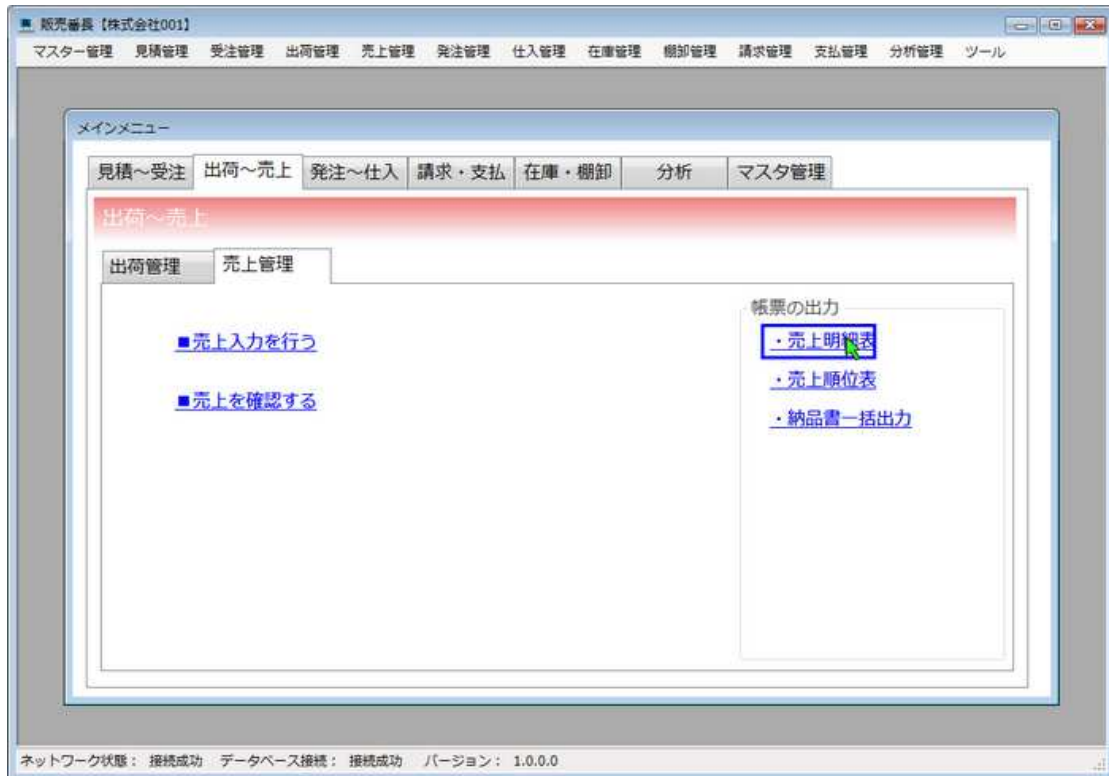 販売番長【株式会社001】
マスター管理 見積管理 受注管理 出荷管理 売上管理 発注管理 仕入管理 在庫管理 棚卸管理 請求管理 支払管理 分析管理 ツール
メインメニュー
見積～受注 出荷～売上 発注～仕入 請求・支払 在庫・棚卸 分析 マスタ管理
出荷～売上
出荷管理 売上管理
帳票の出力
■売上入力を行う ・売上明細表
・売上順位表
■売上を確認する ・納品書一括出力
ネットワーク状態： 接続成功 データベース接続： 接続成功 バージョン： 1.0.0.0